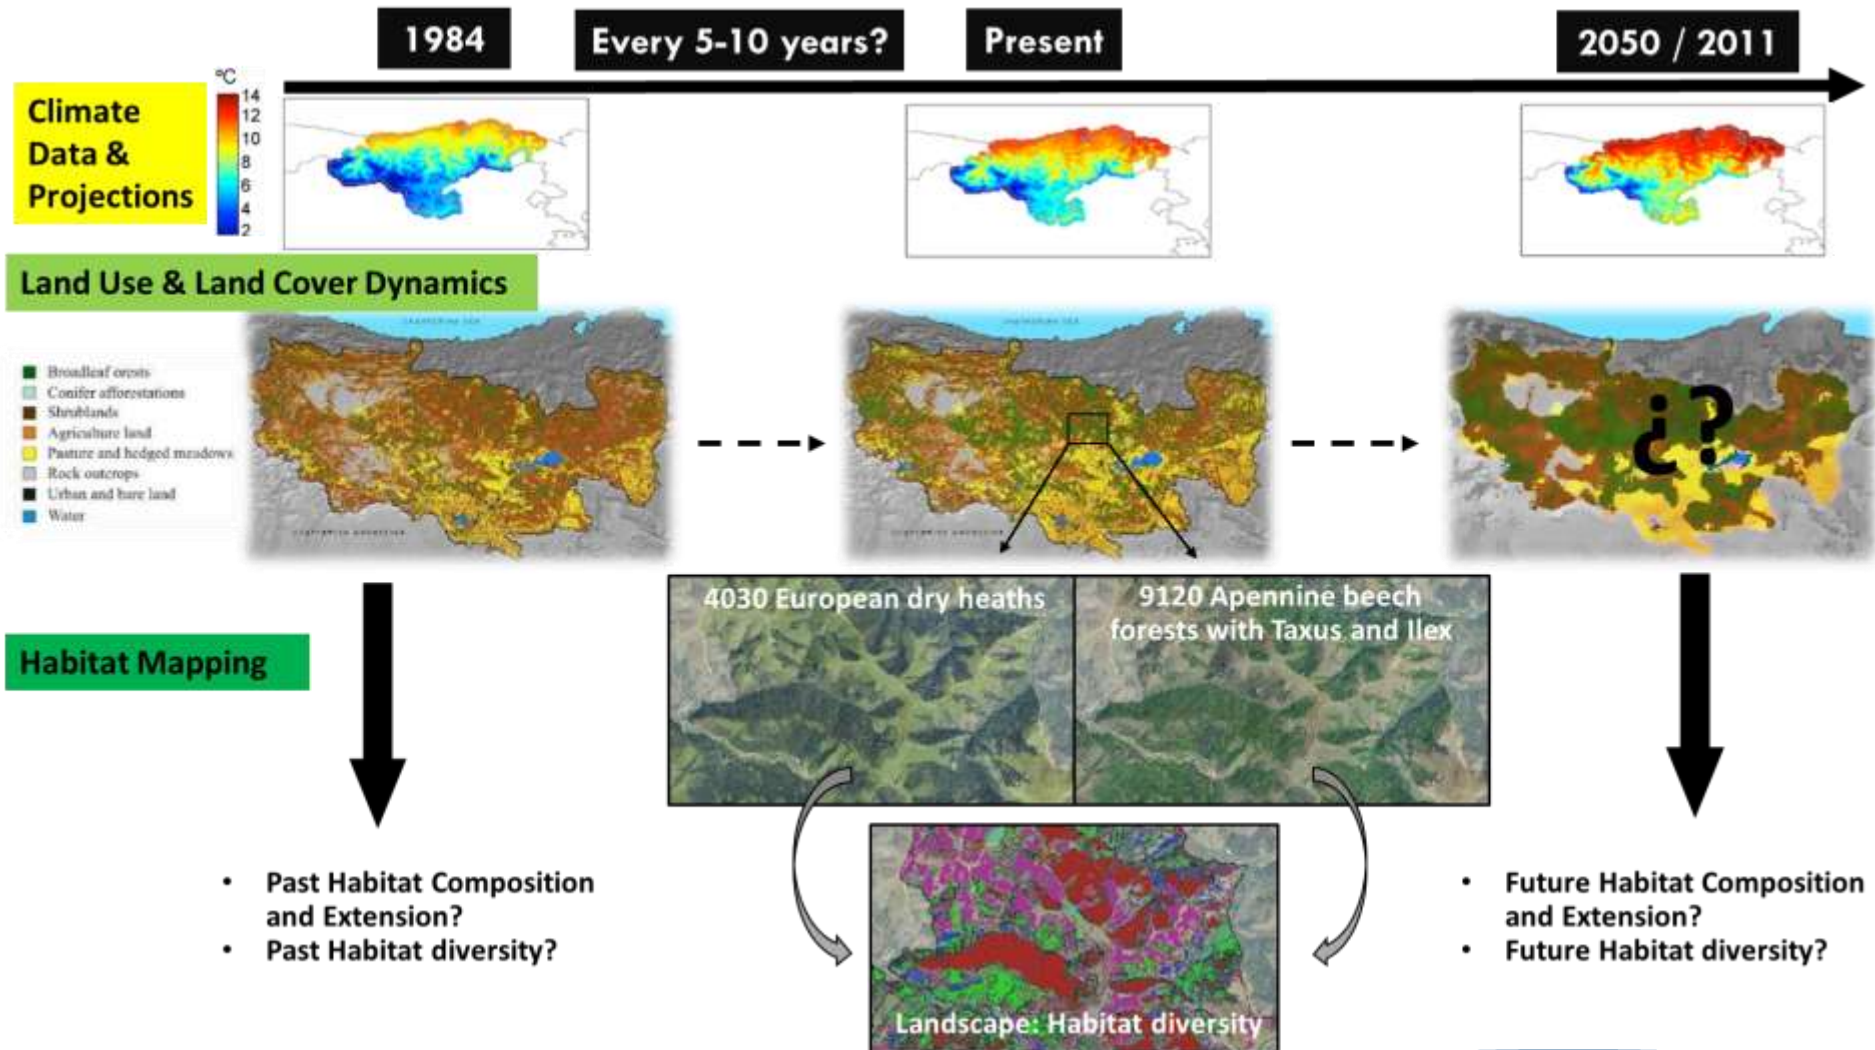 1984
Every 5-10 years?
Present
2050 / 2011
Climate
Data &
Projections
ºC
14
12
10
8
6
4
2
Land Use & Land Cover Dynamics
Broadleaf orests
Conifer afforestations
Shrublands
Agriculture land
Pasture and hedged meadows
Rock outcrops
Urban and bare land
Water
¿?
Habitat Mapping
4030 European dry heaths
9120 Apennine beech
forests with Taxus and Ilex
Landscape: Habitat diversity
• Past Habitat Composition
and Extension?
• Past Habitat diversity?
• Future Habitat Composition
and Extension?
• Future Habitat diversity?